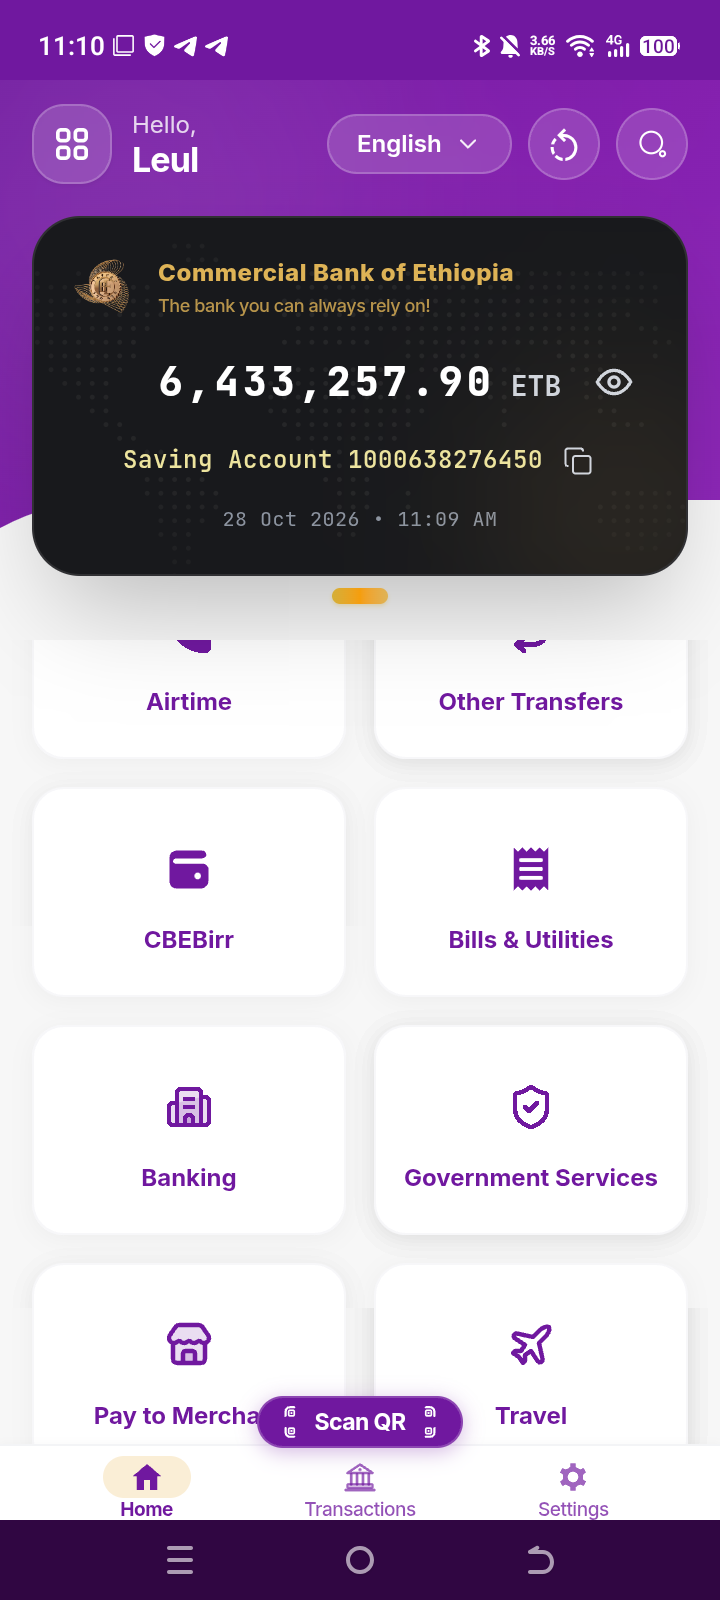 11:10
3.66
KB/S
4G
100
Hello,
Leul
English
Commercial Bank of Ethiopia
The bank you can always rely on!
6,433,257.90 ETB
Saving Account 1000638276450
28 Oct 2026 • 11:09 AM
Airtime
Other Transfers
CBEBirr
Bills & Utilities
Banking
Government Services
Pay to Mercha
Travel
Scan QR
Home
Transactions
Settings